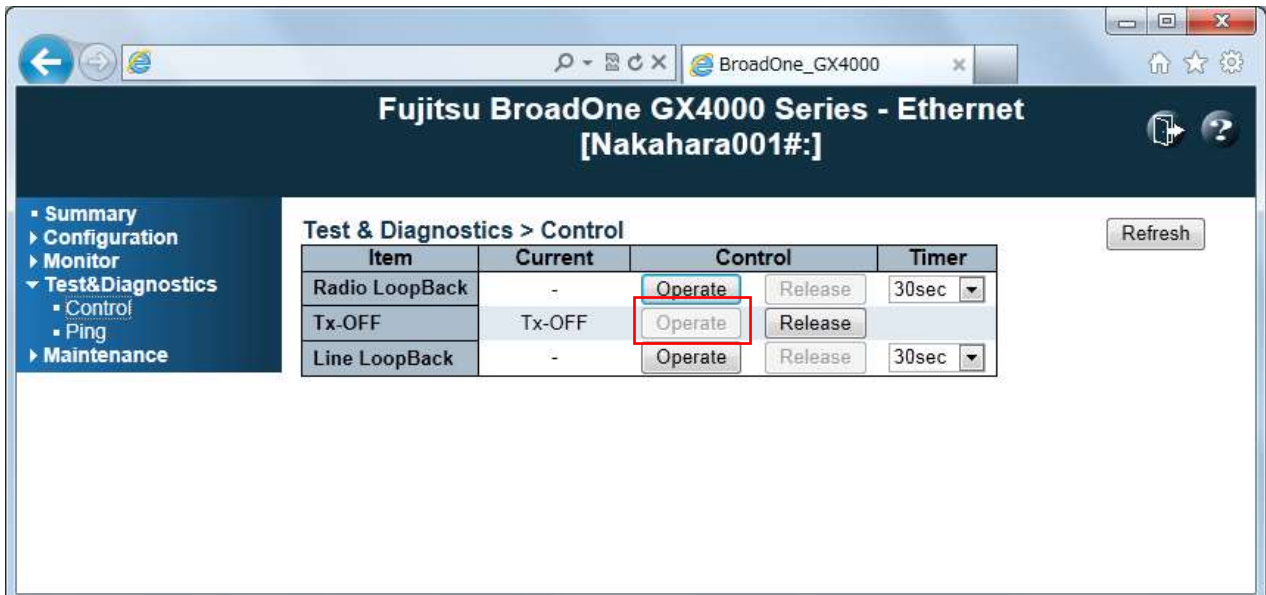 BroadOne_GX4000
Fujitsu BroadOne GX4000 Series - Ethernet
[Nakahara001#:]
Summary
Configuration
Monitor
Test&Diagnostics
Control
Ping
Maintenance
Test & Diagnostics > Control
Refresh
Item Current Control Timer
Radio LoopBack - Operate Release 30sec
Tx-OFF Tx-OFF Operate Release
Line LoopBack - Operate Release 30sec